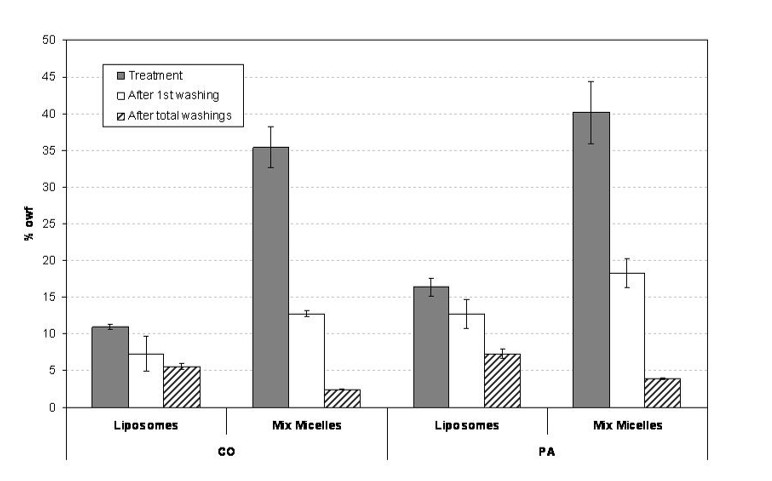 50
45
40
35
30
25
20
15
10
5
0
% owf
Treatment
After 1st washing
After total washings
Liposomes
Mix Micelles
Liposomes
Mix Micelles
CO
PA